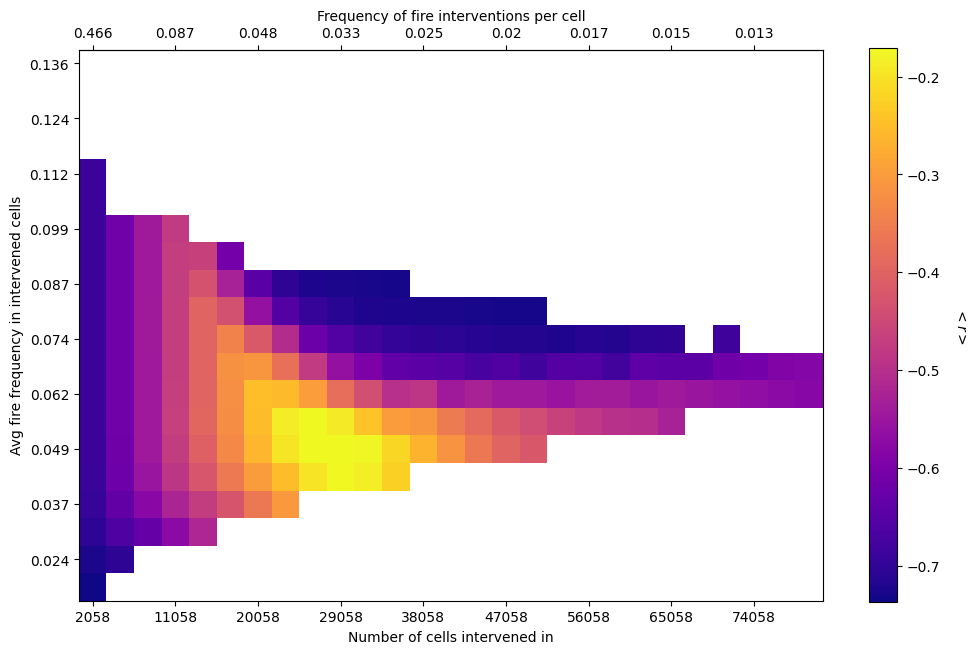 Frequency of fire interventions per cell
0.466 0.087 0.048 0.033 0.025 0.02 0.017 0.015 0.013
Avg fire frequency in intervened cells
0.136
0.124
0.112
0.099
0.087
0.074
0.062
0.049
0.037
0.024
2058 11058 20058 29058 38058 47058 56058 65058 74058
Number of cells intervened in
−0.2
−0.3
−0.4
−0.5
−0.6
−0.7
< r >